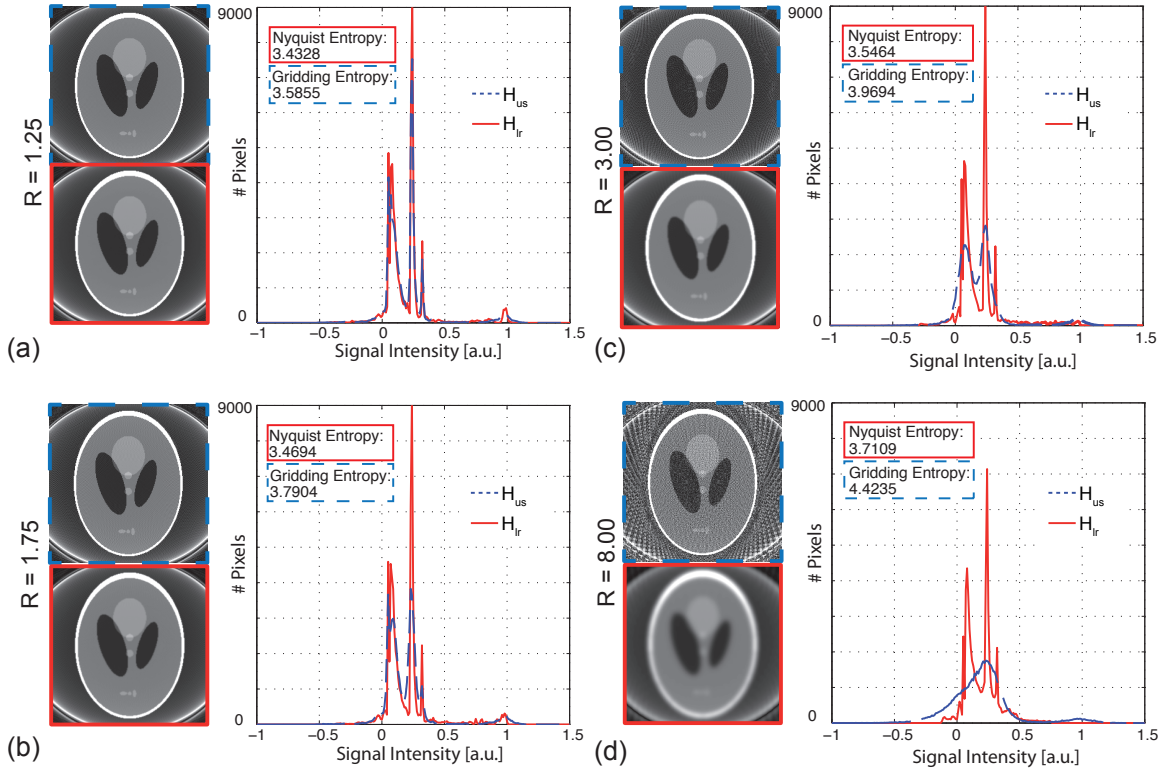 R = 1.25
9000
Nyquist Entropy:
3.4328
Gridding Entropy:
3.5855
H_us
H_lr
# Pixels
0
−1
−0.5
0
0.5
1
1.5
Signal Intensity [a.u.]
(a)
R = 3.00
9000
Nyquist Entropy:
3.5464
Gridding Entropy:
3.9694
H_us
H_lr
# Pixels
0
−1
−0.5
0
0.5
1
1.5
Signal Intensity [a.u.]
(c)
R = 1.75
9000
Nyquist Entropy:
3.4694
Gridding Entropy:
3.7904
H_us
H_lr
# Pixels
0
−1
−0.5
0
0.5
1
1.5
Signal Intensity [a.u.]
(b)
R = 8.00
9000
Nyquist Entropy:
3.7109
Gridding Entropy:
4.4235
H_us
H_lr
# Pixels
0
−1
−0.5
0
0.5
1
1.5
Signal Intensity [a.u.]
(d)